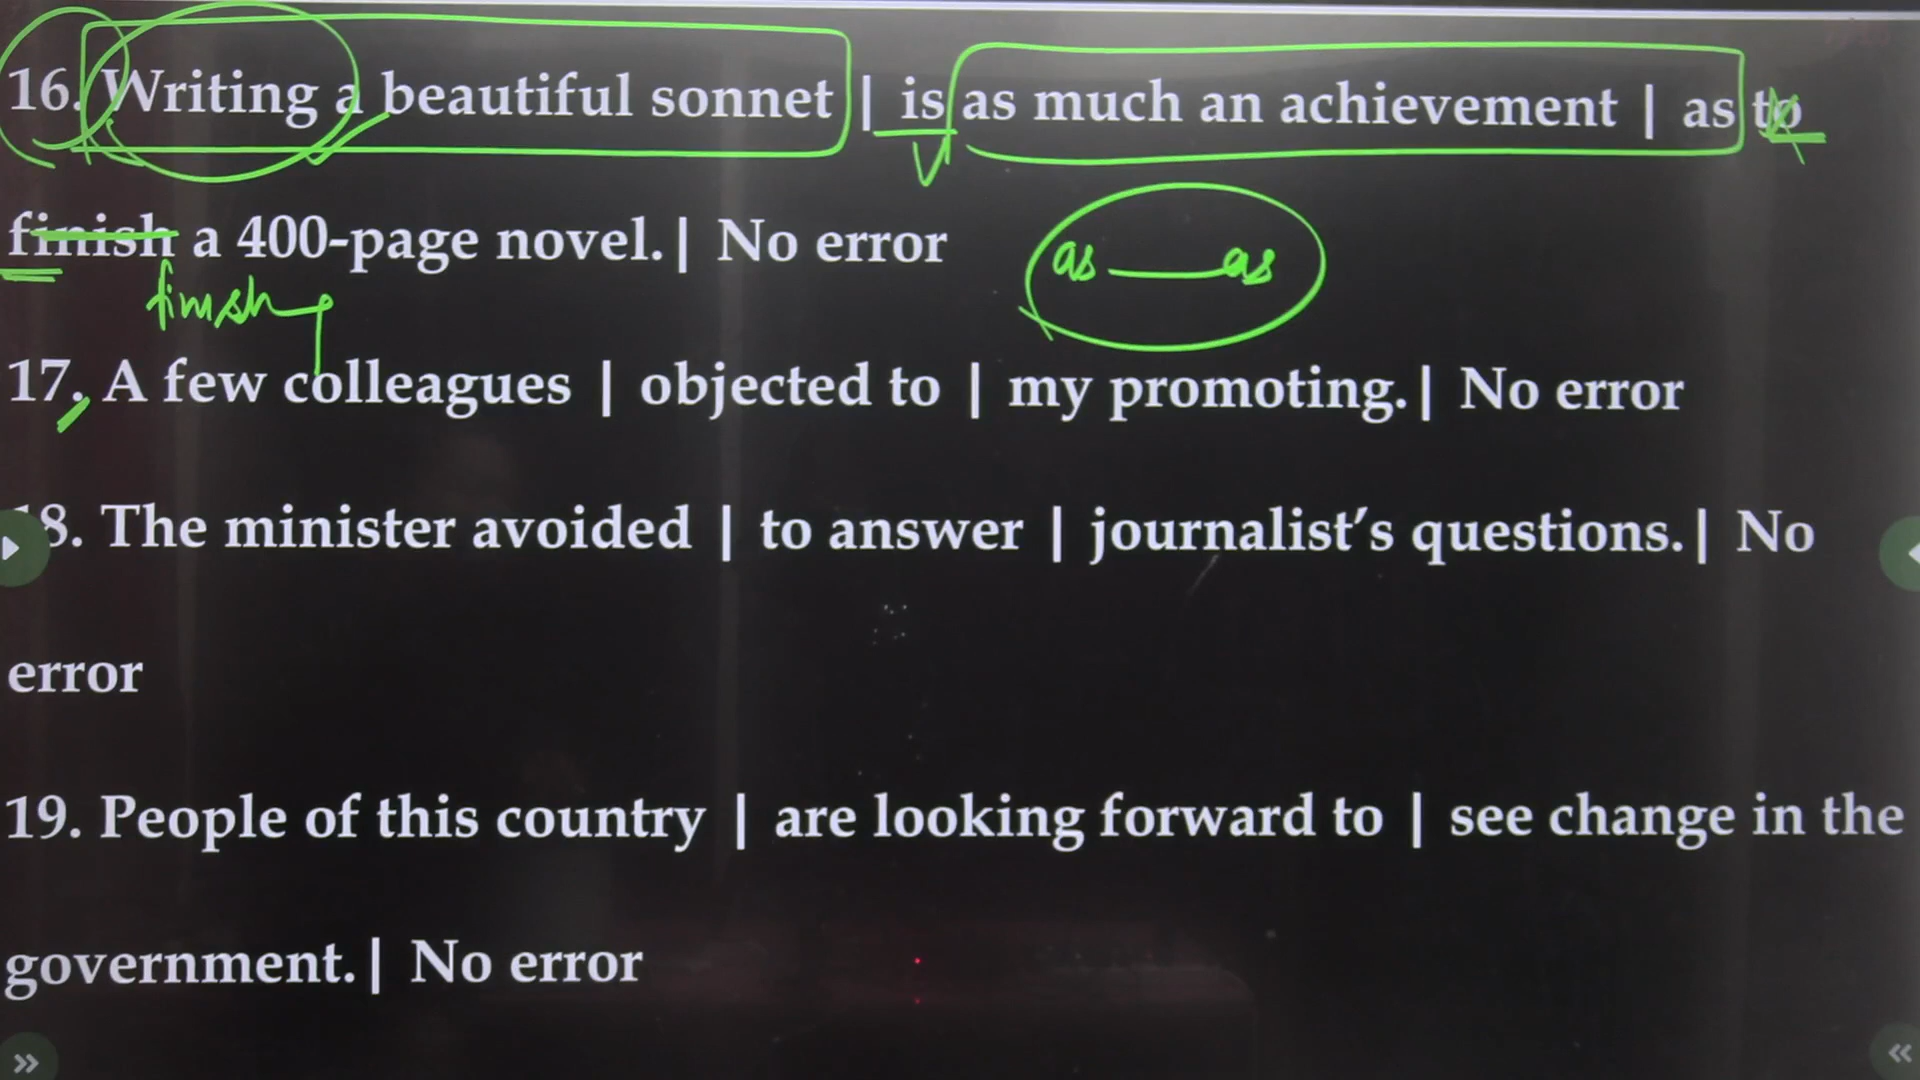 16. Writing a beautiful sonnet | is as much an achievement | as to
finish a 400-page novel.| No error
as ___ as
finish
17. A few colleagues | objected to | my promoting.| No error
18. The minister avoided | to answer | journalist's questions.| No
error
19. People of this country | are looking forward to | see change in the
government.| No error